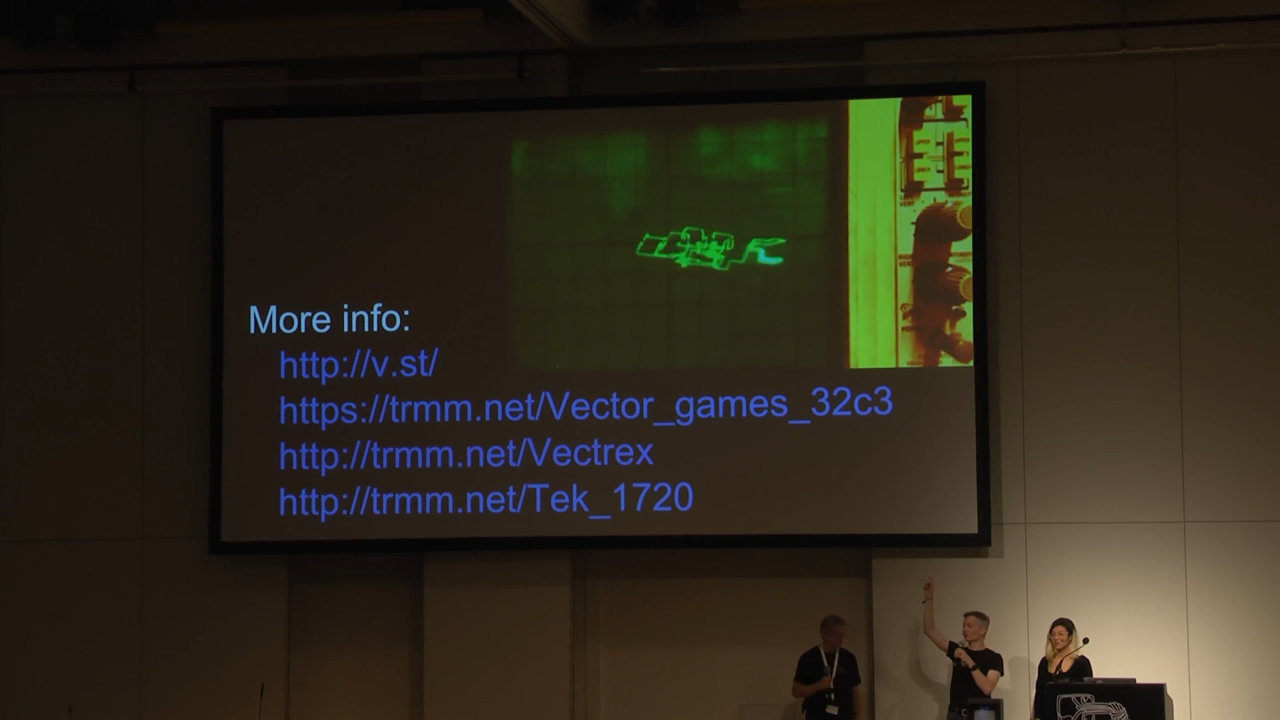 More info:
http://v.st/
https://trmm.net/Vector_games_32c3
http://trmm.net/Vectrex
http://trmm.net/Tek_1720